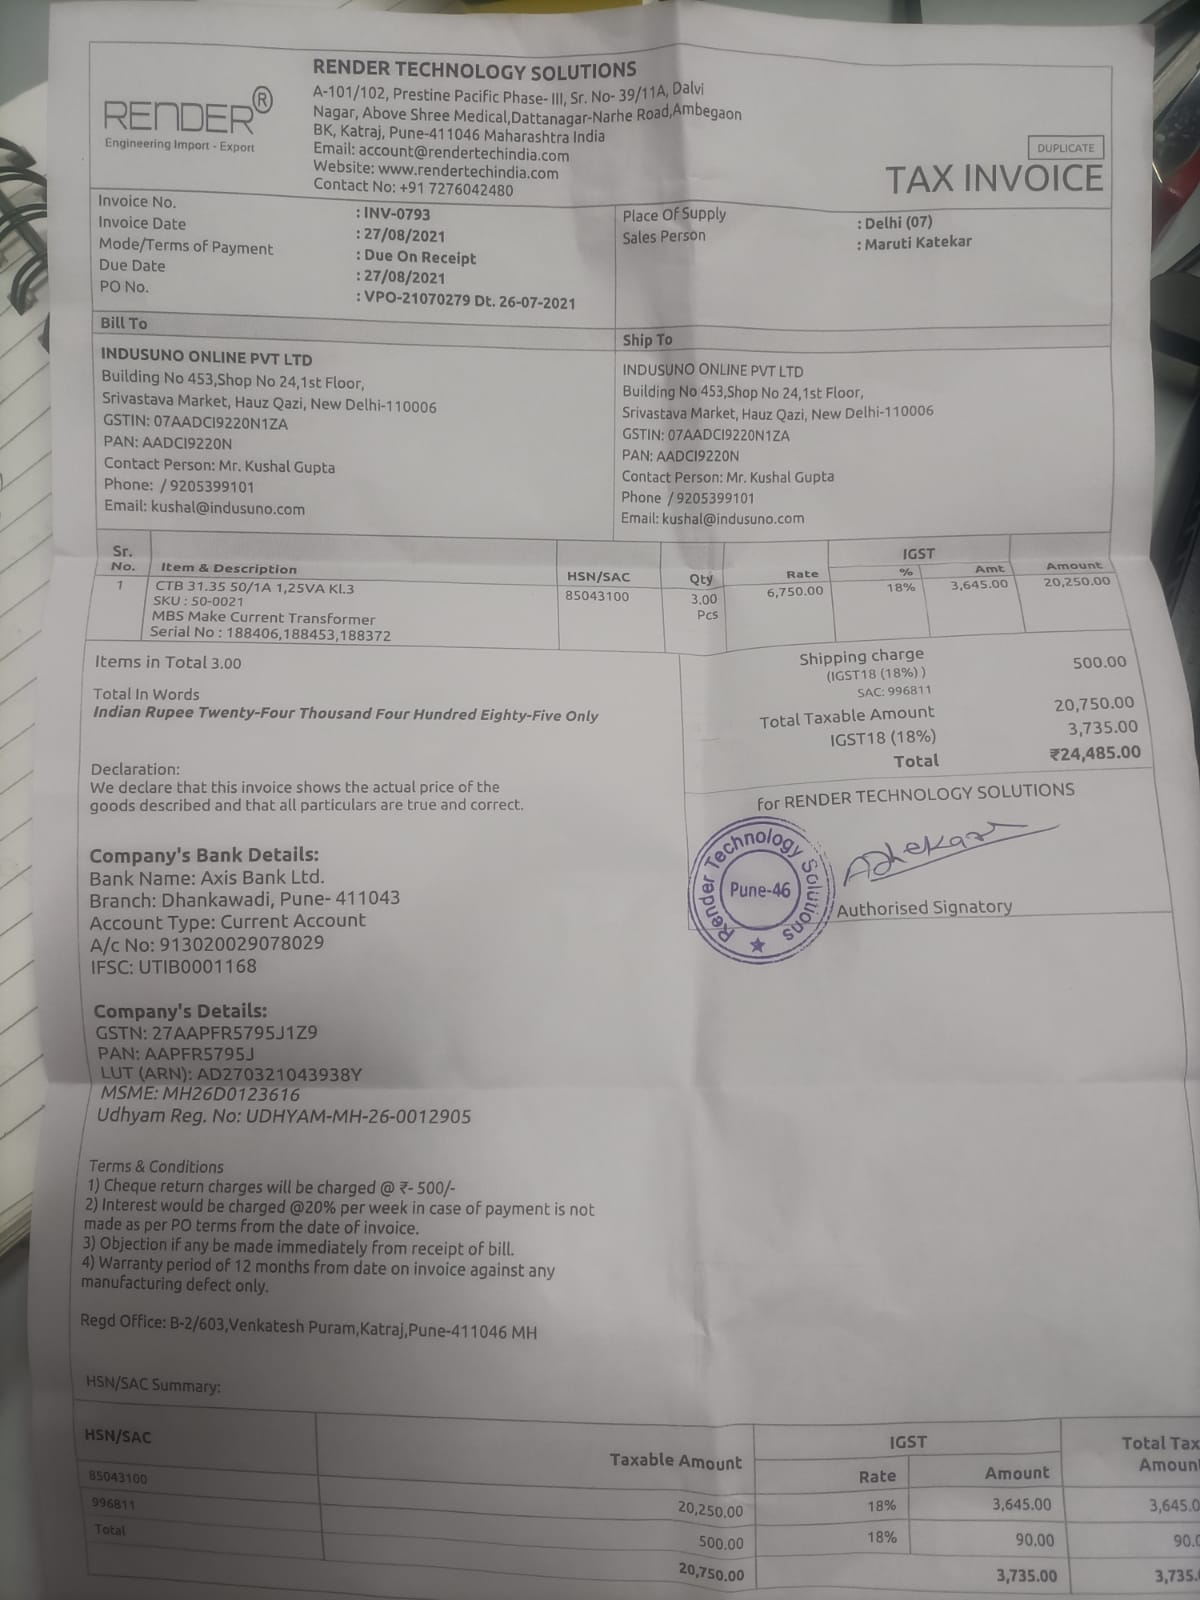 RENDER®
Engineering Import - Export
RENDER TECHNOLOGY SOLUTIONS
A-101/102, Prestine Pacific Phase- III, Sr. No- 39/11A, Dalvi
Nagar, Above Shree Medical,Dattanagar-Narhe Road,Ambegaon
BK, Katraj, Pune-411046 Maharashtra India
Email: account@rendertechindia.com
Website: www.rendertechindia.com
Contact No: +91 7276042480
DUPLICATE
TAX INVOICE
Invoice No. : INV-0793
Invoice Date : 27/08/2021
Mode/Terms of Payment : Due On Receipt
Due Date : 27/08/2021
PO No. : VPO-21070279 Dt. 26-07-2021
Place Of Supply : Delhi (07)
Sales Person : Maruti Katekar
Bill To
INDUSUNO ONLINE PVT LTD
Building No 453,Shop No 24,1st Floor,
Srivastava Market, Hauz Qazi, New Delhi-110006
GSTIN: 07AADCI9220N1ZA
PAN: AADCI9220N
Contact Person: Mr. Kushal Gupta
Phone: / 9205399101
Email: kushal@indusuno.com
Ship To
INDUSUNO ONLINE PVT LTD
Building No 453,Shop No 24,1st Floor,
Srivastava Market, Hauz Qazi, New Delhi-110006
GSTIN: 07AADCI9220N1ZA
PAN: AADCI9220N
Contact Person: Mr. Kushal Gupta
Phone / 9205399101
Email: kushal@indusuno.com
Sr. No. Item & Description HSN/SAC Qty Rate IGST % Amt Amount
1 CTB 31.35 50/1A 1,25VA Kl.3 85043100 3.00 Pcs 6,750.00 18% 3,645.00 20,250.00
SKU : 50-0021
MBS Make Current Transformer
Serial No : 188406,188453,188372
Items in Total 3.00
Total In Words
Indian Rupee Twenty-Four Thousand Four Hundred Eighty-Five Only
Shipping charge 500.00
(IGST18 (18%) )
SAC: 996811
Total Taxable Amount 20,750.00
IGST18 (18%) 3,735.00
Total ₹24,485.00
Declaration:
We declare that this invoice shows the actual price of the
goods described and that all particulars are true and correct.
for RENDER TECHNOLOGY SOLUTIONS
Render Technology Solutions
Pune-46
Authorised Signatory
Company's Bank Details:
Bank Name: Axis Bank Ltd.
Branch: Dhankawadi, Pune- 411043
Account Type: Current Account
A/c No: 913020029078029
IFSC: UTIB0001168
Company's Details:
GSTN: 27AAPFR5795J1Z9
PAN: AAPFR5795J
LUT (ARN): AD270321043938Y
MSME: MH26D0123616
Udhyam Reg. No: UDHYAM-MH-26-0012905
Terms & Conditions
1) Cheque return charges will be charged @ ₹- 500/-
2) Interest would be charged @20% per week in case of payment is not
made as per PO terms from the date of invoice.
3) Objection if any be made immediately from receipt of bill.
4) Warranty period of 12 months from date on invoice against any
manufacturing defect only.
Regd Office: B-2/603,Venkatesh Puram,Katraj,Pune-411046 MH
HSN/SAC Summary:
HSN/SAC Taxable Amount IGST Rate Amount Total Tax Amoun
85043100 20,250.00 18% 3,645.00 3,645.0
996811 500.00 18% 90.00 90.0
Total 20,750.00 3,735.00 3,735.